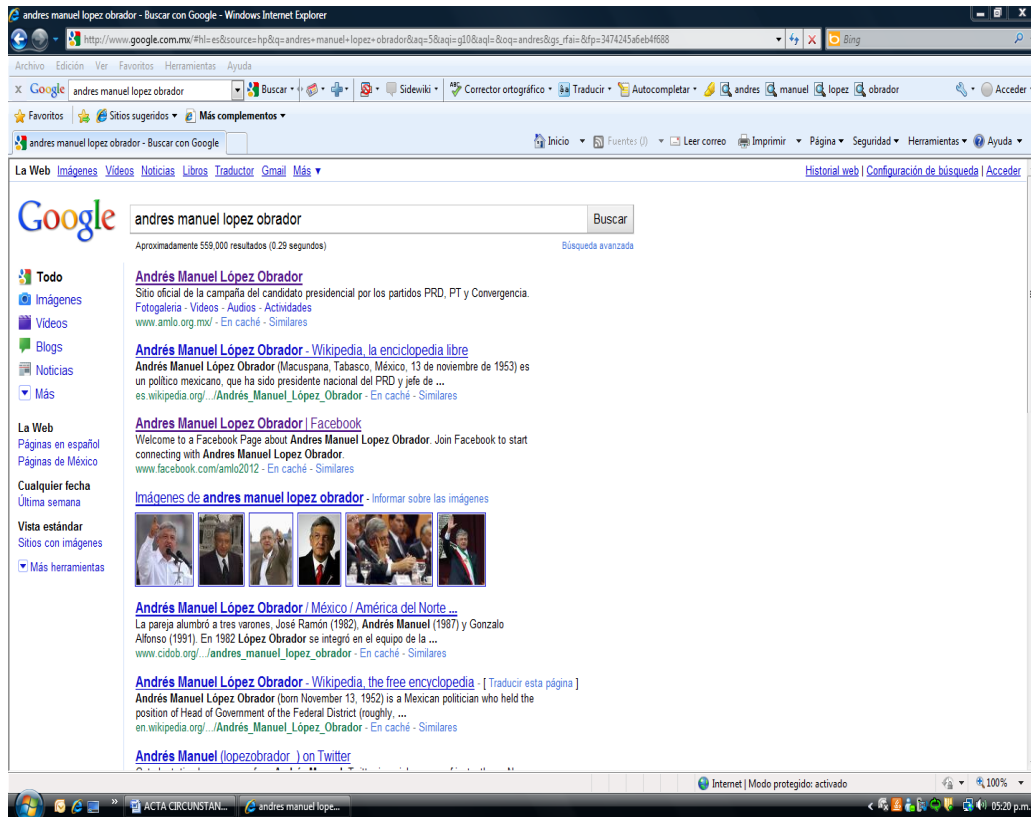 andres manuel lopez obrador - Buscar con Google - Windows Internet Explorer
http://www.google.com.mx/#hl=es&source=hp&q=andres+manuel+lopez+obrador&aq=5&aqi=g10&aql=&oq=andres&gs_rfai=&fp=3474245a6eb4f688
Bing
Archivo Edición Ver Favoritos Herramientas Ayuda
X Google andres manuel lopez obrador Buscar Sidewiki Corrector ortográfico Traducir Autocompletar andres manuel lopez obrador Acceder
Favoritos Sitios sugeridos Más complementos
andres manuel lopez obrador - Buscar con Google Inicio Fuentes (J) Leer correo Imprimir Página Seguridad Herramientas Ayuda
La Web Imágenes Vídeos Noticias Libros Traductor Gmail Más Historial web | Configuración de búsqueda | Acceder
Google andres manuel lopez obrador Buscar
Aproximadamente 559,000 resultados (0.29 segundos) Búsqueda avanzada
Todo
Imágenes
Vídeos
Blogs
Noticias
Más
La Web
Páginas en español
Páginas de México
Cualquier fecha
Última semana
Vista estándar
Sitios con imágenes
Más herramientas
Andrés Manuel López Obrador
Sitio oficial de la campaña del candidato presidencial por los partidos PRD, PT y Convergencia.
Fotogaleria - Videos - Audios - Actividades
www.amlo.org.mx/ - En caché - Similares
Andrés Manuel López Obrador - Wikipedia, la enciclopedia libre
Andrés Manuel López Obrador (Macuspana, Tabasco, México, 13 de noviembre de 1953) es
un político mexicano, que ha sido presidente nacional del PRD y jefe de ...
es.wikipedia.org/.../Andrés_Manuel_López_Obrador - En caché - Similares
Andres Manuel Lopez Obrador | Facebook
Welcome to a Facebook Page about Andres Manuel Lopez Obrador. Join Facebook to start
connecting with Andres Manuel Lopez Obrador.
www.facebook.com/amlo2012 - En caché - Similares
Imágenes de andres manuel lopez obrador - Informar sobre las imágenes
Andrés Manuel López Obrador / México / América del Norte ...
La pareja alumbró a tres varones, José Ramón (1982), Andrés Manuel (1987) y Gonzalo
Alfonso (1991). En 1982 López Obrador se integró en el equipo de la ...
www.cidob.org/.../andres_manuel_lopez_obrador - En caché - Similares
Andrés Manuel López Obrador - Wikipedia, the free encyclopedia - [ Traducir esta página ]
Andrés Manuel López Obrador (born November 13, 1952) is a Mexican politician who held the
position of Head of Government of the Federal District (roughly, ...
en.wikipedia.org/.../Andrés_Manuel_López_Obrador - En caché - Similares
Andrés Manuel (lopezobrador_) on Twitter
Internet | Modo protegido: activado 100%
ACTA CIRCUNSTAN... andres manuel lope... 05:20 p.m.